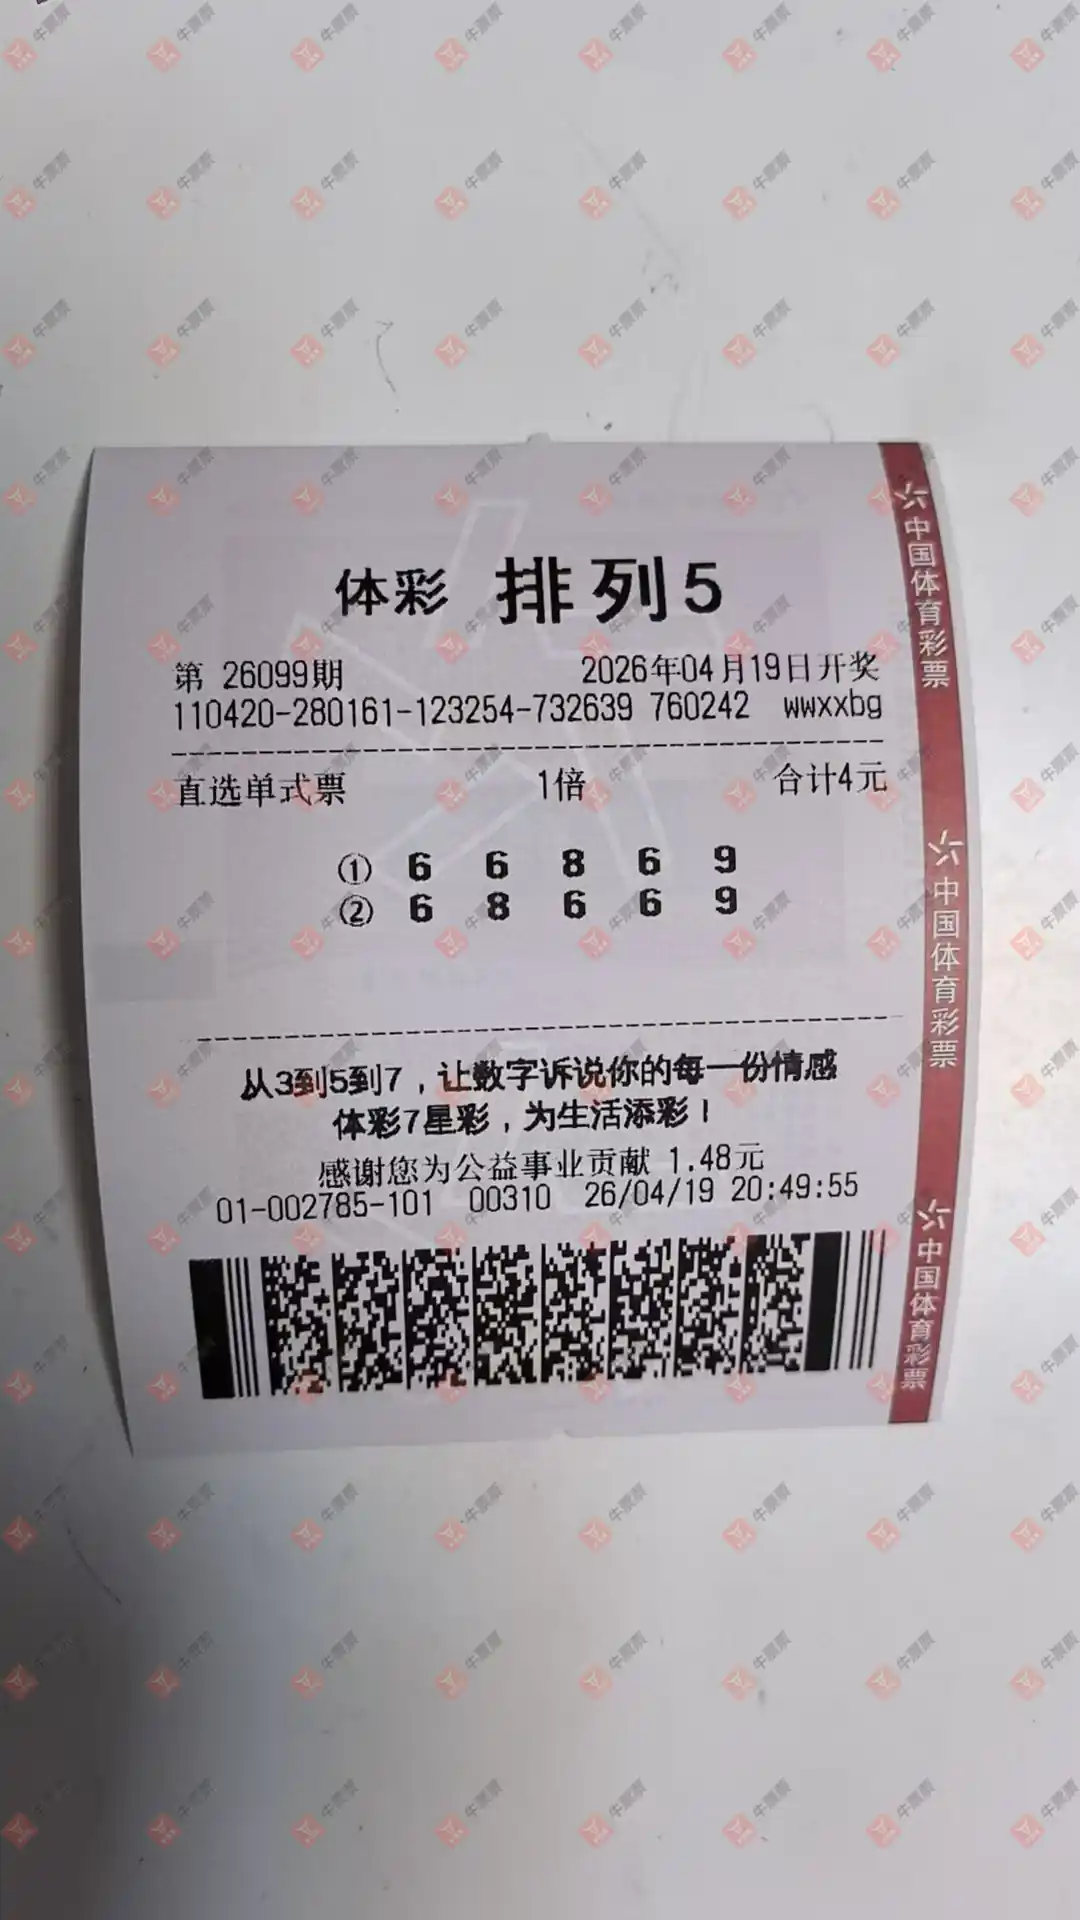 体彩 排列5
第 26099期 2026年04月19日开奖
110420-280161-123254-732639 760242 wwxxbg
直选单式票 1倍 合计4元
① 6 6 8 6 9
② 6 8 6 6 9
从3到5到7，让数字诉说你的每一份情感
体彩7星彩，为生活添彩！
感谢您为公益事业贡献 1.48元
01-002785-101 00310 26/04/19 20:49:55
中国体育彩票
中国体育彩票
中国体育彩票
牛票票